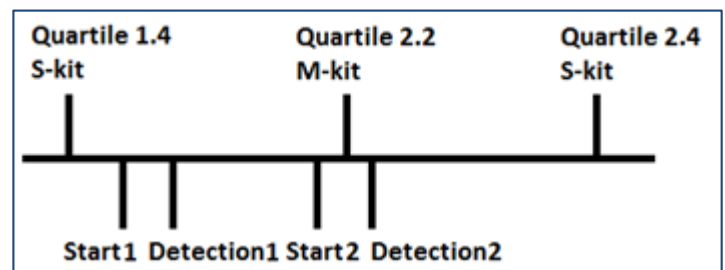 Quartile 1.4
S-kit
Quartile 2.2
M-kit
Quartile 2.4
S-kit
Start1
Detection1
Start2
Detection2